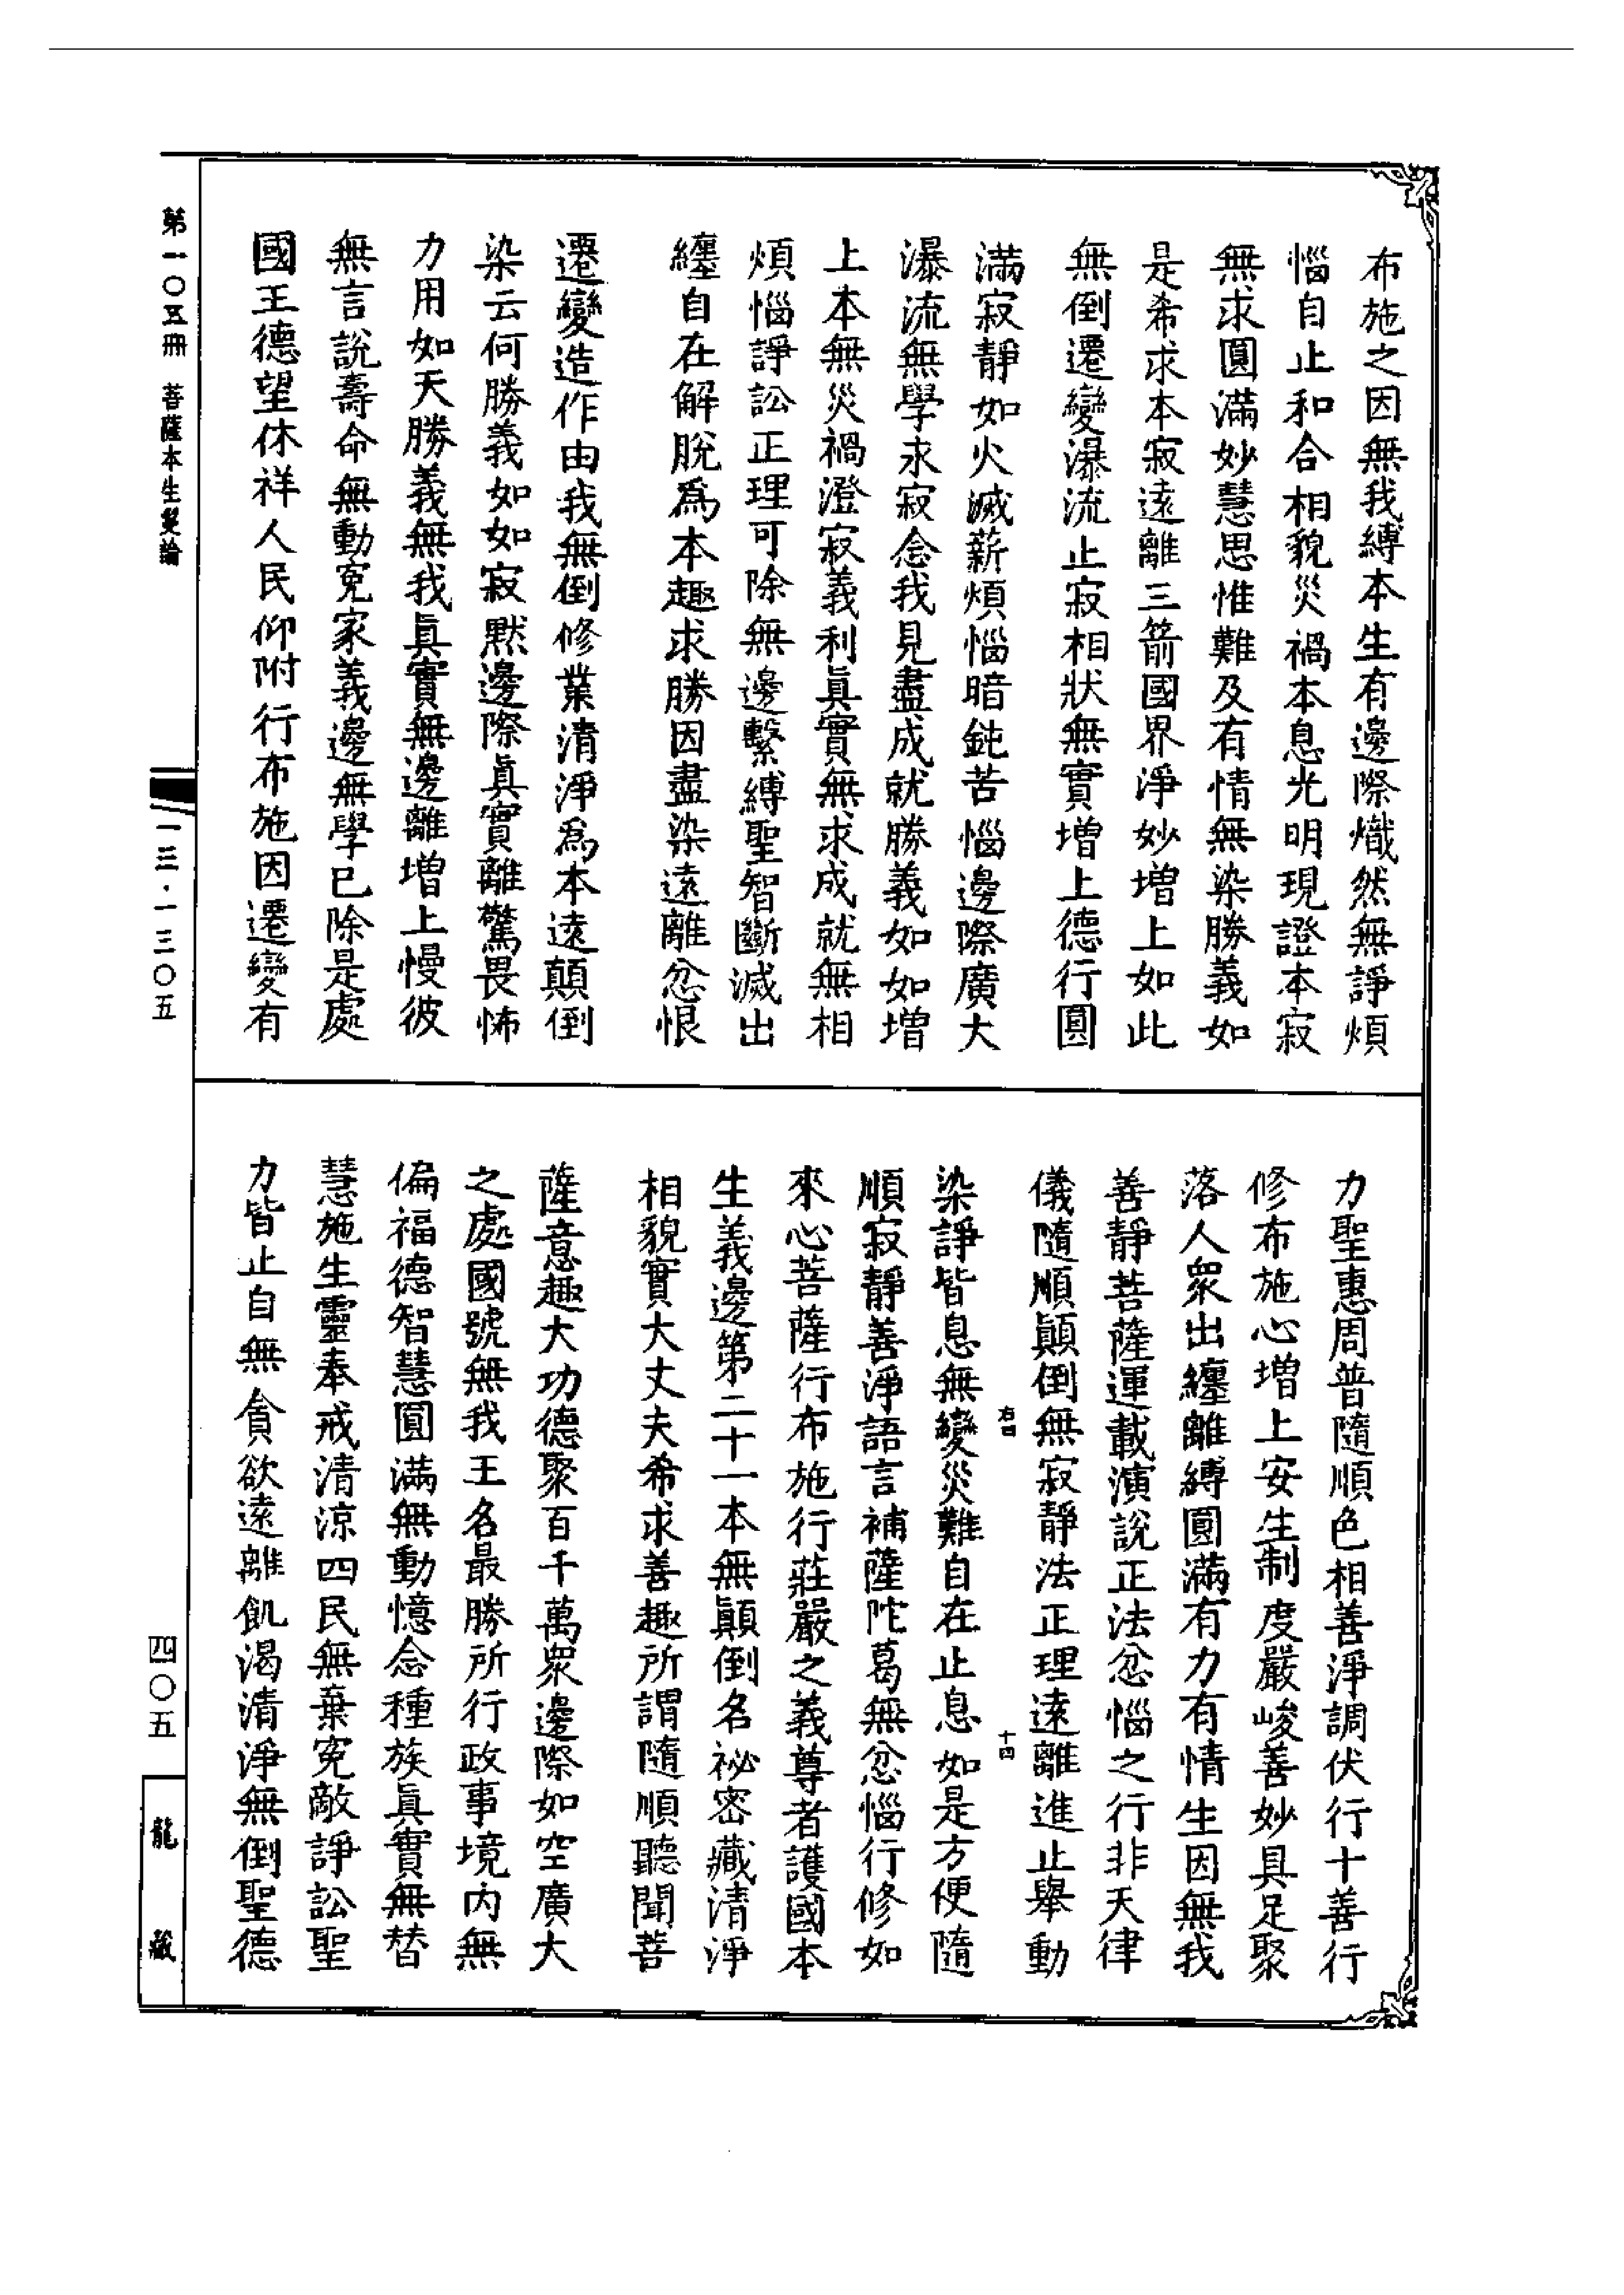 布施之因無我縛本生有邊際熾然無諍煩
惱自止和合相貌災禍本息光明現證本寂
無求圓滿妙慧思惟難及有情無染勝義如
是希求本寂遠離三箭國界淨妙增上如此
無倒遷變瀑流止寂相狀無實增上德行圓
滿寂靜如火滅薪煩惱暗鈍苦惱邊際廣大
瀑流無學求寂念我見盡成就勝義如如增
上本無災禍澄寂義利真實無求成就無相
煩惱諍訟正理可除無邊繫縛聖智斷滅出
纏自在解脫為本趣求勝因盡染遠離忿恨
遷變造作由我無倒修業清淨為本遠顛倒
染云何勝義如如寂默邊際真實離驚畏怖
力用如天勝義無我真實無邊離增上慢彼
無言說壽命無動寃家義邊無學已除是處
國王德望休祥人民仰附行布施因遷變有
力聖惠周普隨順色相善淨調伏行十善行
修布施心增上安生制度嚴峻善妙具足聚
落人衆出纏離縛圓滿有力有情生因無我
善靜菩薩運載演說正法忿惱之行非天律
儀隨順顛倒無寂靜法正理遠離進止舉動
右四 十四
染諍皆息無變災難自在止息如是方便隨
順寂靜善淨語言補薩陀葛無忿惱行修如
來心菩薩行布施行莊嚴之義尊者護國本
生義邊第二十一本無顛倒名祕密藏清淨
相貌實大丈夫希求善趣所謂隨順聽聞菩
薩意趣大功德聚百千萬衆邊際如空廣大
之處國號無我王名最勝所行政事境內無
偏福德智慧圓滿無動憶念種族真實無替
慧施生靈奉戒清涼四民無棄寃敵諍訟聖
力皆止自無貪欲遠離飢渴清淨無倒聖德
第一〇五冊 菩薩本生鬘論
一三·一三〇五
四〇五
龍藏